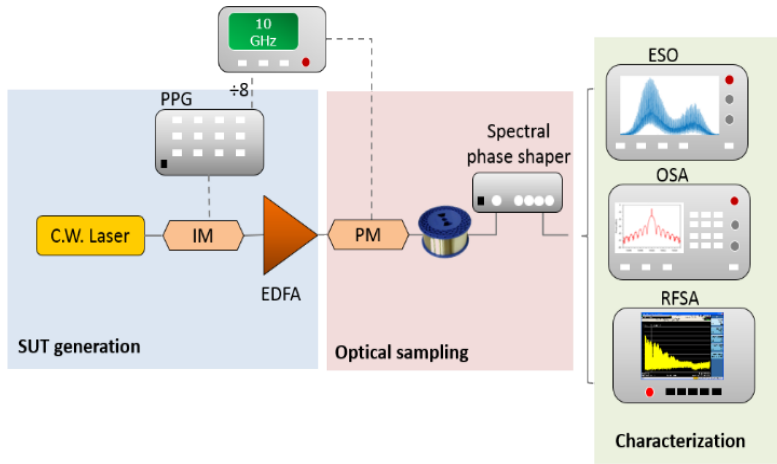 10
GHz
÷8
PPG
C.W. Laser
IM
EDFA
SUT generation
PM
Spectral
phase shaper
Optical sampling
ESO
OSA
RFSA
Characterization